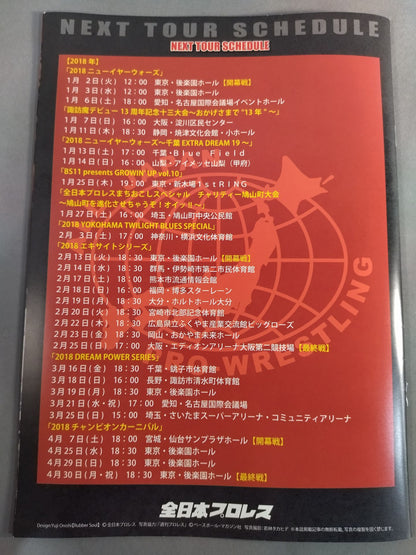 NEXT TOUR SCHEDULE
NEXT TOUR SCHEDULE
【2018 年】
「2018 ニューイヤーウォーズ」
1月 2日(火) 12：00 東京・後楽園ホール【開幕戦】
1月 3日(水) 12：00 東京・後楽園ホール
1月 6日(土) 18：00 愛知・名古屋国際会議場イベントホール
「諏訪魔デビュー 13 周年記念十三大会〜おかげさまで “13 年” 〜」
1月 7日(日) 16：00 大阪・淀川区民センター
1月11日(木) 18：30 静岡・焼津文化会館・小ホール
「2018 ニューイヤーウォーズ〜千葉 EXTRA DREAM 19 〜」
1月13日(土) 17：00 千葉・Blue Field
1月14日(日) 16：00 山梨・アイメッセ山梨（甲府）
「BS11 presents GROWIN' UP vol.10」
1月25日(木) 19：00 東京・新木場1stRING
「全日本プロレスまちおこしスペシャル チャリティー鳩山町大会
〜鳩山町を進化させちゃうぞ！オイッ!!〜」
1月27日(土) 16：00 埼玉・鳩山町中央公民館
「2018 YOKOHAMA TWILIGHT BLUES SPECIAL」
2月 3日(土) 17：00 神奈川・横浜文化体育館
「2018 エキサイトシリーズ」
2月13日(火) 18：30 東京・後楽園ホール【開幕戦】
2月14日(水) 18：30 群馬・伊勢崎市第二市民体育館
2月17日(土) 18：00 熊本市流通情報会館
2月18日(日) 16：00 福岡・博多スターレーン
2月19日(月) 18：30 大分・ホルトホール大分
2月20日(火) 18：30 宮崎市北部記念体育館
2月22日(木) 18：30 広島県立ふくやま産業交流館ビッグローズ
2月23日(金) 18：30 岡山・おかやま未来ホール
2月25日(日) 17：00 大阪・エディオンアリーナ大阪第二競技場【最終戦】
「2018 DREAM POWER SERIES」
3月16日(金) 18：30 千葉・銚子市体育館
3月18日(日) 16：00 長野・諏訪市清水町体育館
3月19日(月) 18：30 東京・後楽園ホール
3月21日(水・祝) 17：00 愛知・名古屋国際会議場
3月25日(日) 15：00 埼玉・さいたまスーパーアリーナ・コミュニティアリーナ
「2018 チャンピオンカーニバル」
4月 7日(土) 18：00 宮城・仙台サンプラザホール【開幕戦】
4月25日(水) 18：30 東京・後楽園ホール
4月29日(日) 18：30 東京・後楽園ホール
4月30日(月・祝) 18：30 東京・後楽園ホール【最終戦】
PRO-WRESTLING
全日本プロレス